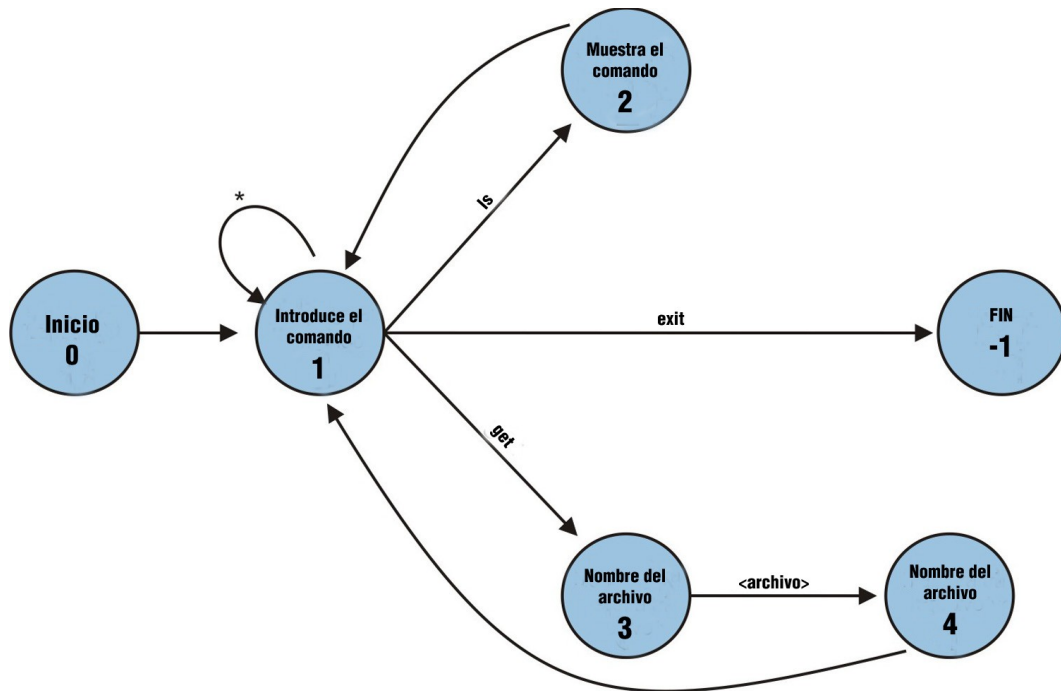 Muestra el
comando
2
ls
*
Inicio
0
Introduce el
comando
1
exit
FIN
-1
get
Nombre del
archivo
3
<archivo>
Nombre del
archivo
4